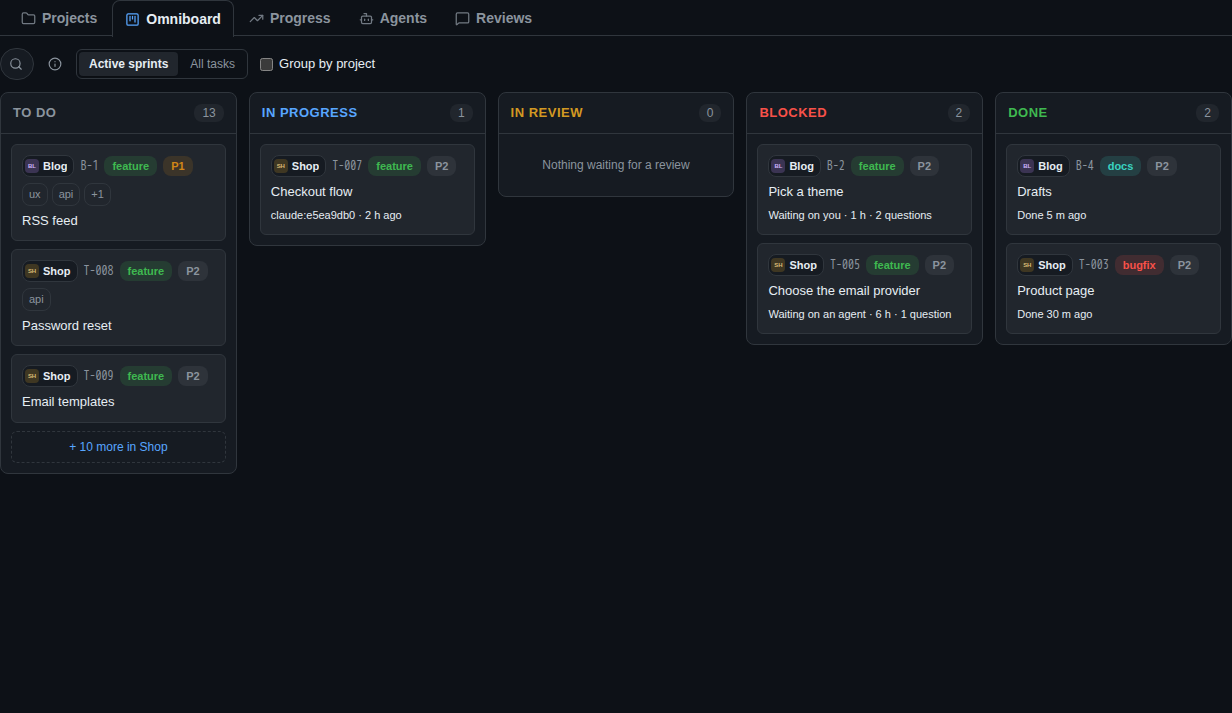 Projects Omniboard Progress Agents Reviews
Active sprints All tasks Group by project
TO DO 13
BL Blog B-1 feature P1
ux api +1
RSS feed
SH Shop T-008 feature P2
api
Password reset
SH Shop T-009 feature P2
Email templates
+ 10 more in Shop
IN PROGRESS 1
SH Shop T-007 feature P2
Checkout flow
claude:e5ea9db0 · 2 h ago
IN REVIEW 0
Nothing waiting for a review
BLOCKED 2
BL Blog B-2 feature P2
Pick a theme
Waiting on you · 1 h · 2 questions
SH Shop T-005 feature P2
Choose the email provider
Waiting on an agent · 6 h · 1 question
DONE 2
BL Blog B-4 docs P2
Drafts
Done 5 m ago
SH Shop T-003 bugfix P2
Product page
Done 30 m ago